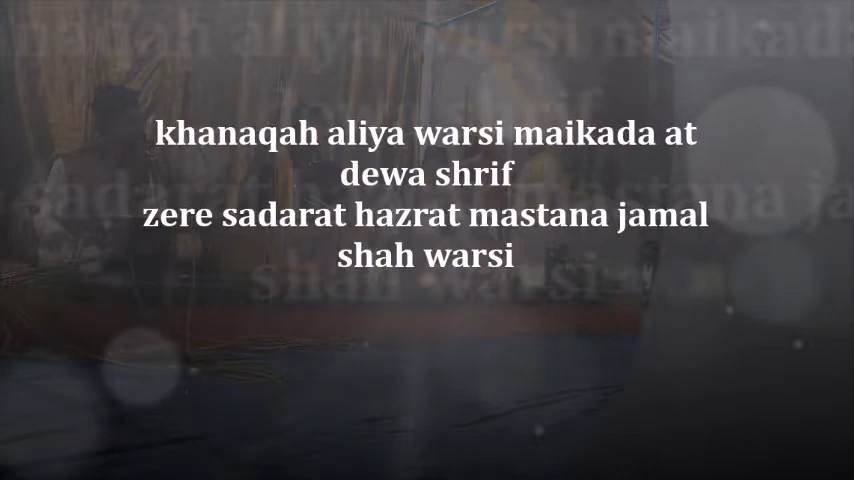 khanaqah aliya warsi maikada at
dewa shrif
zere sadarat hazrat mastana jamal
shah warsi